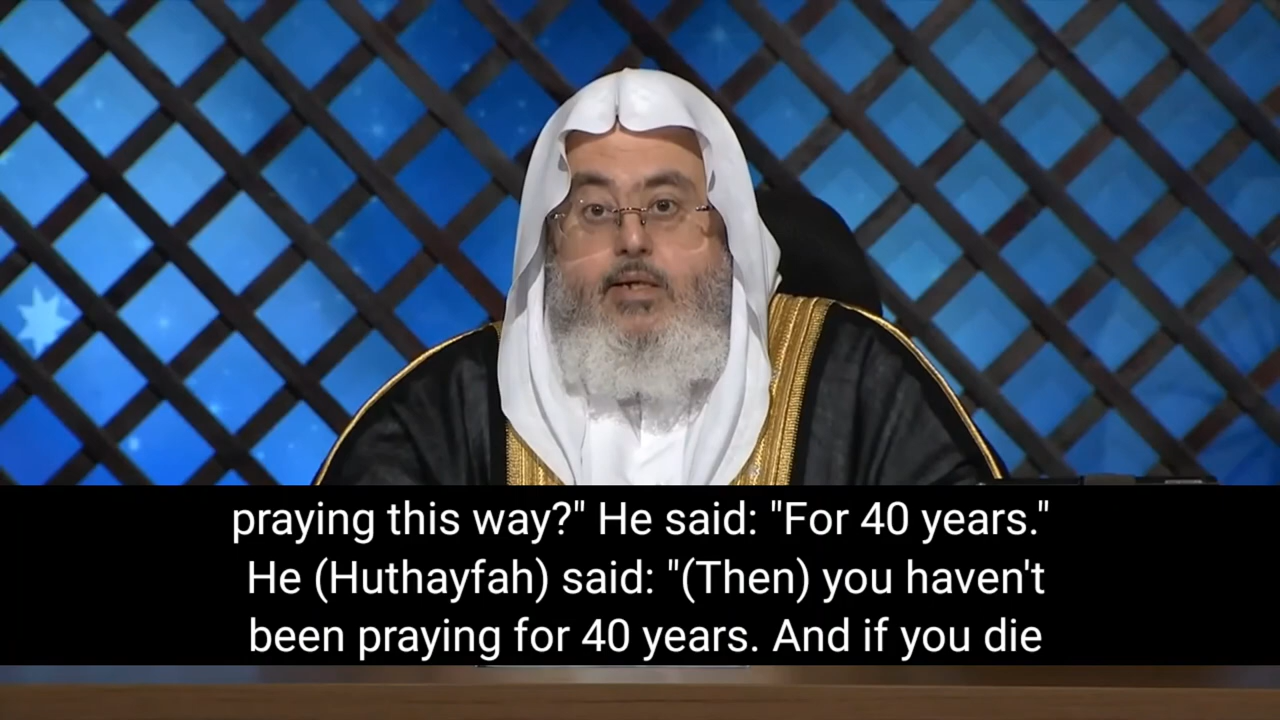 praying this way?" He said: "For 40 years."
He (Huthayfah) said: "(Then) you haven't
been praying for 40 years. And if you die